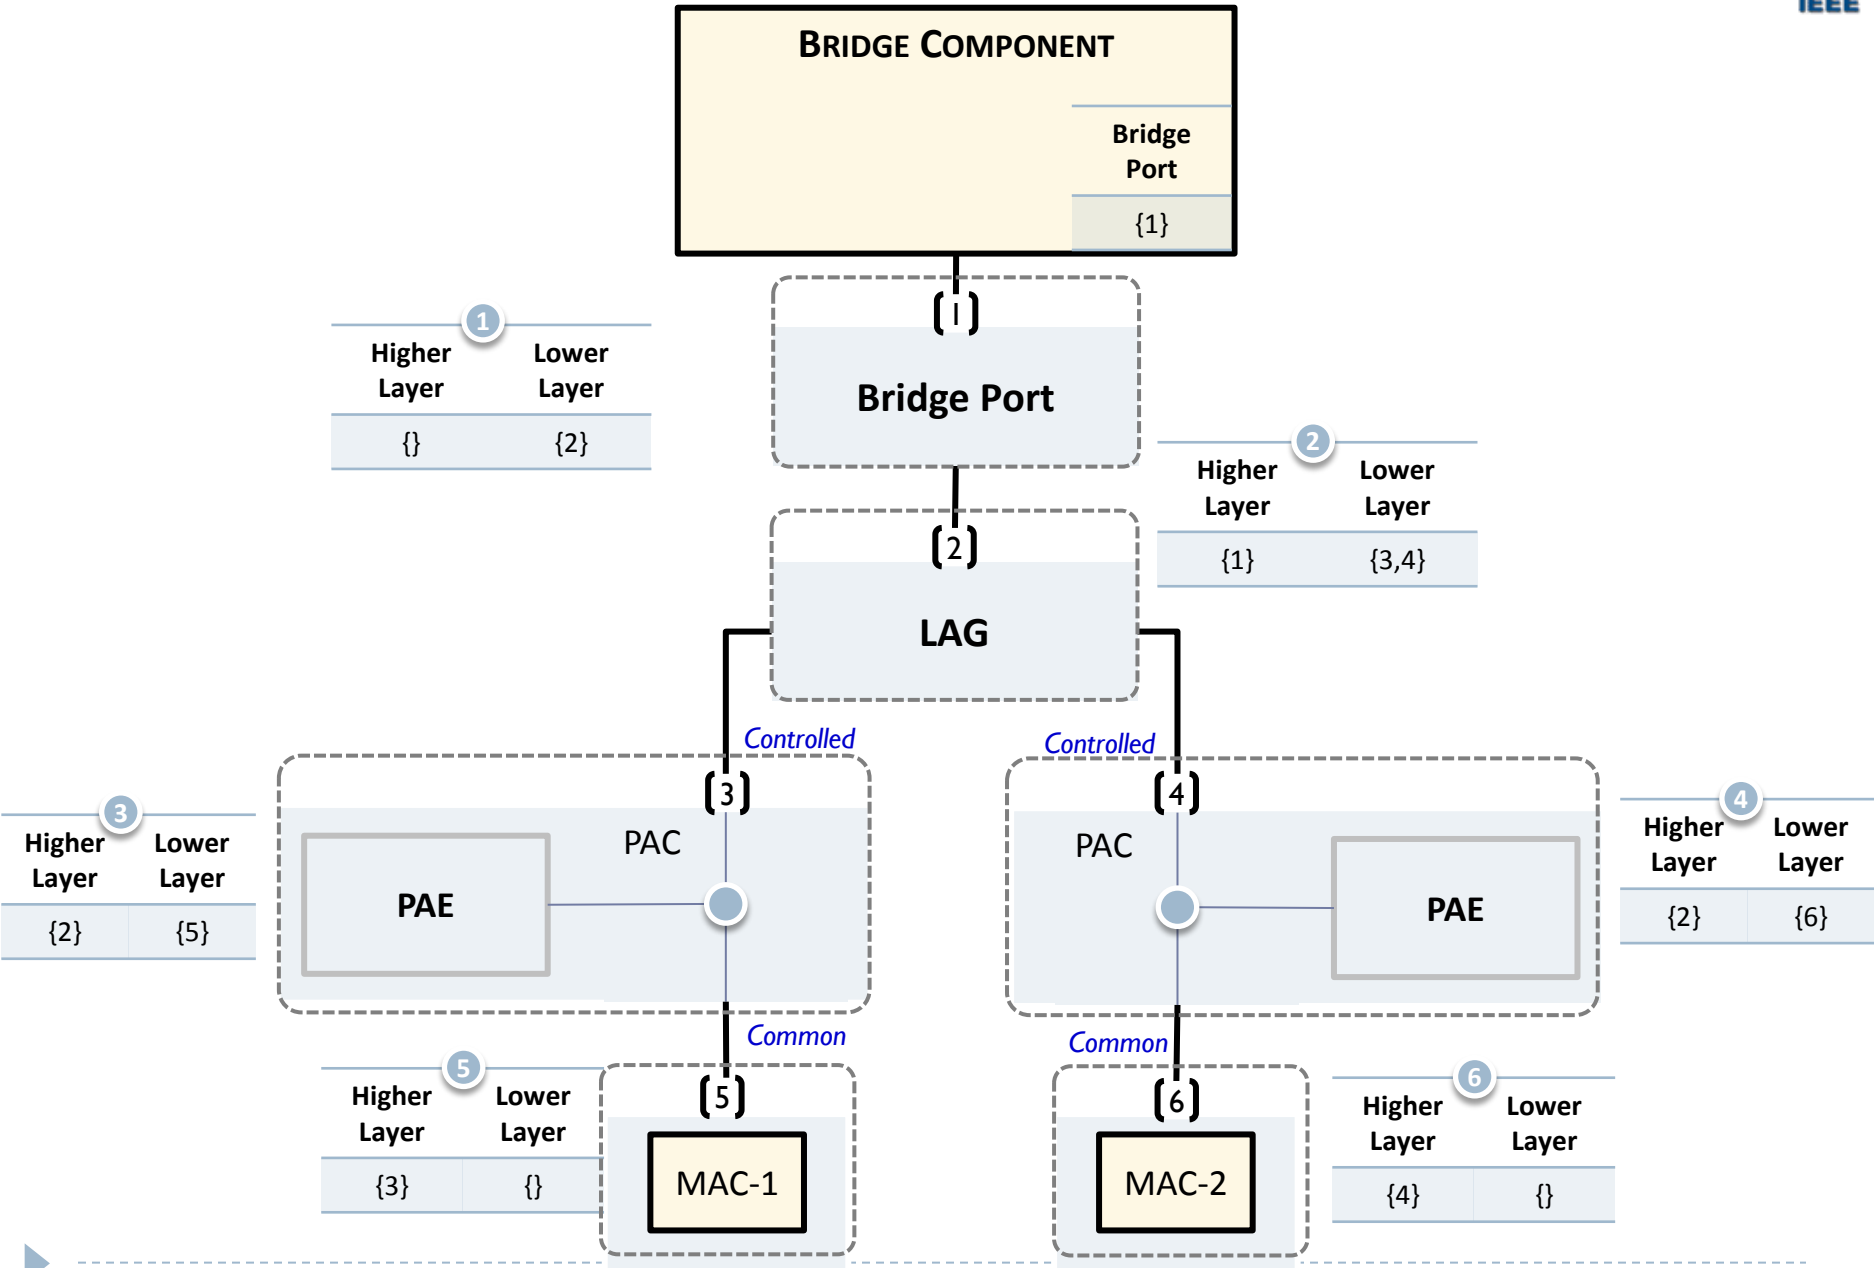 IEEE
BRIDGE COMPONENT
Bridge
Port
{1}
1
Higher Lower
Layer Layer
{} {2}
[1]
Bridge Port
2
Higher Lower
Layer Layer
{1} {3,4}
[2]
LAG
Controlled
Controlled
3
Higher Lower
Layer Layer
{2} {5}
[3]
PAC
PAE
[4]
PAC
PAE
4
Higher Lower
Layer Layer
{2} {6}
Common
Common
5
Higher Lower
Layer Layer
{3} {}
[5]
MAC-1
[6]
MAC-2
6
Higher Lower
Layer Layer
{4} {}